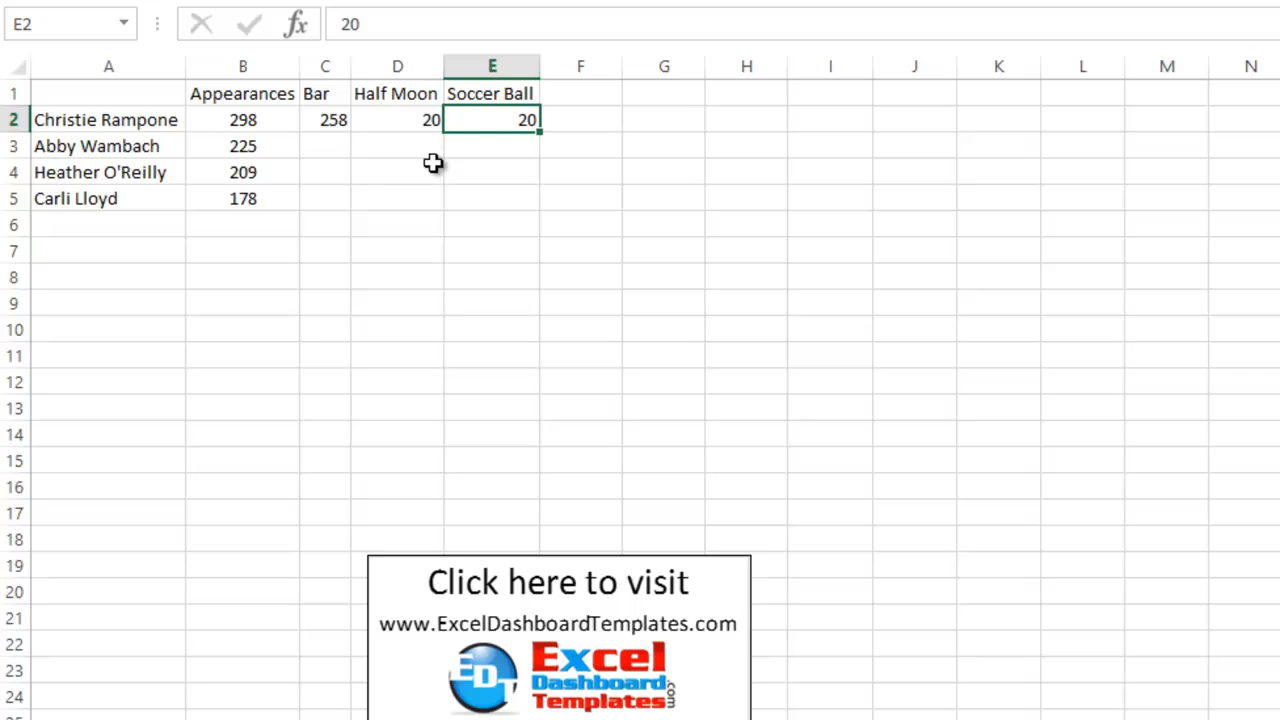 E2 fx 20
A B C D E F G H I J K L M N
1 Appearances Bar Half Moon Soccer Ball
2 Christie Rampone 298 258 20 20
3 Abby Wambach 225
4 Heather O'Reilly 209
5 Carli Lloyd 178
6
7
8
9
10
11
12
13
14
15
16
17
18
19
20
21
22
23
24
Click here to visit
www.ExcelDashboardTemplates.com
EDT
Excel
Dashboard
Templates.com